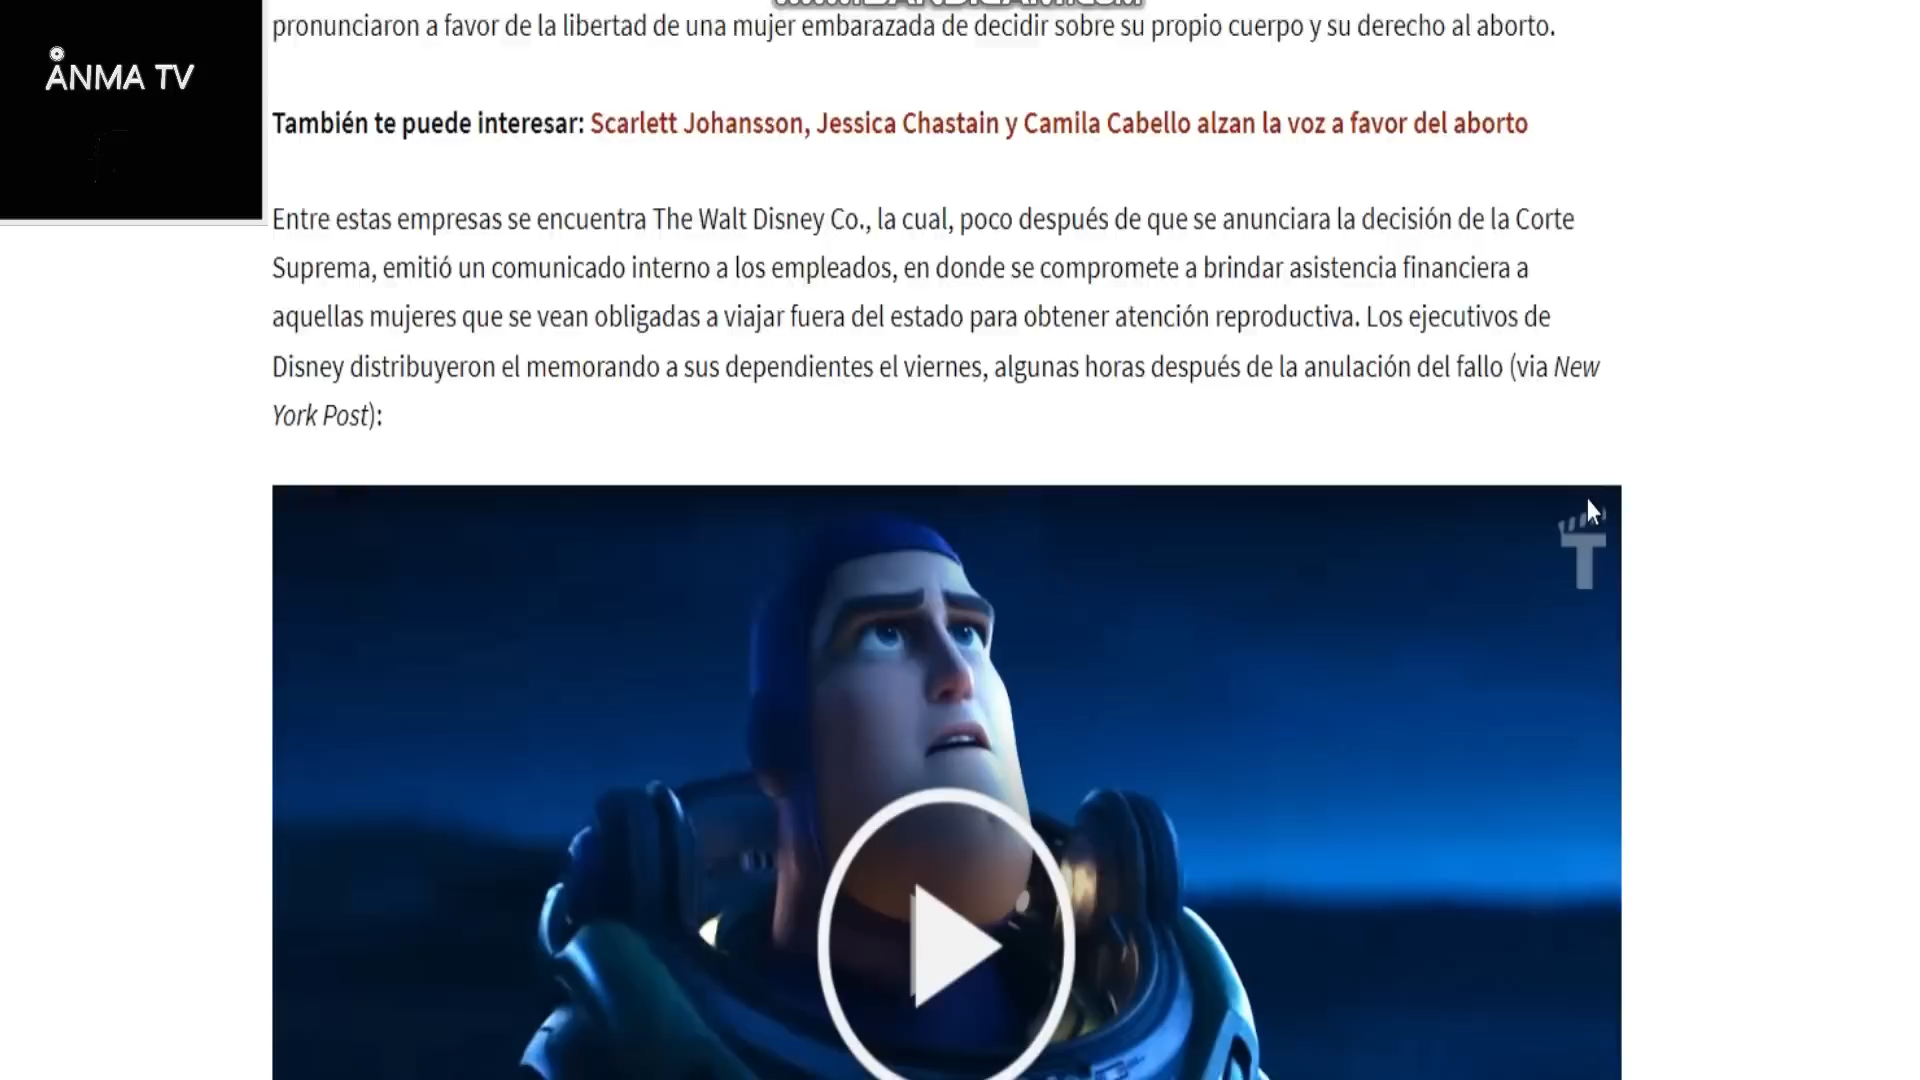 www.BANDICAM.com
pronunciaron a favor de la libertad de una mujer embarazada de decidir sobre su propio cuerpo y su derecho al aborto.
ÅNMA TV
También te puede interesar: Scarlett Johansson, Jessica Chastain y Camila Cabello alzan la voz a favor del aborto
Entre estas empresas se encuentra The Walt Disney Co., la cual, poco después de que se anunciara la decisión de la Corte
Suprema, emitió un comunicado interno a los empleados, en donde se compromete a brindar asistencia financiera a
aquellas mujeres que se vean obligadas a viajar fuera del estado para obtener atención reproductiva. Los ejecutivos de
Disney distribuyeron el memorando a sus dependientes el viernes, algunas horas después de la anulación del fallo (via New
York Post):
T